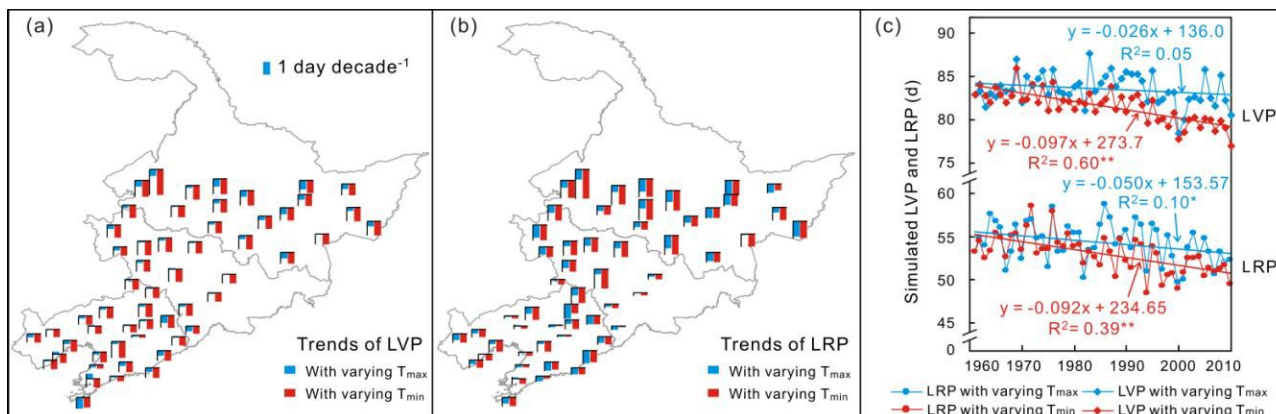 (a)
1 day decade⁻¹
Trends of LVP
With varying Tmax
With varying Tmin
(b)
Trends of LRP
With varying Tmax
With varying Tmin
(c)
Simulated LVP and LRP (d)
90
85
80
75
60
55
50
45
0
1960 1970 1980 1990 2000 2010
y = -0.026x + 136.0
R²= 0.05
LVP
y = -0.097x + 273.7
R²= 0.60**
y = -0.050x + 153.57
R²= 0.10*
LRP
y = -0.092x + 234.65
R²= 0.39**
LRP with varying Tmax
LVP with varying Tmax
LRP with varying Tmin
LVP with varying Tmin